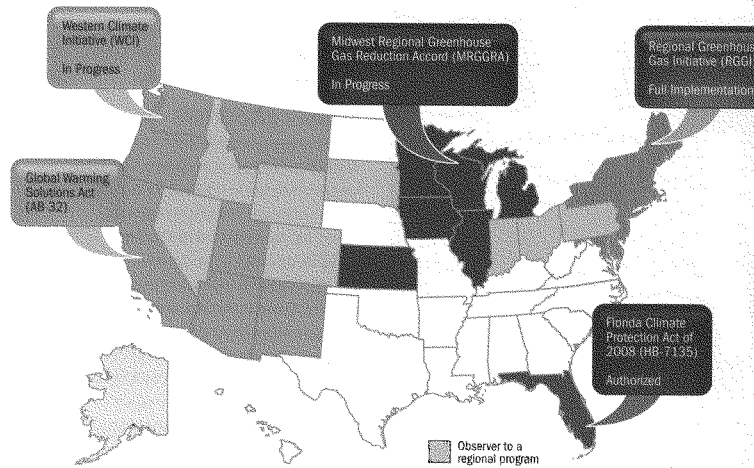 Western Climate
Initiative (WCI)
In Progress
Midwest Regional Greenhouse
Gas Reduction Accord (MRGGRA)
In Progress
Regional Greenhous
Gas Initiative (RGGI)
Full Implementation
Global Warming
Solutions Act
(AB 32)
Florida Climate
Protection Act of
2008 (HB-7135)
Authorized
Observer to a
regional program